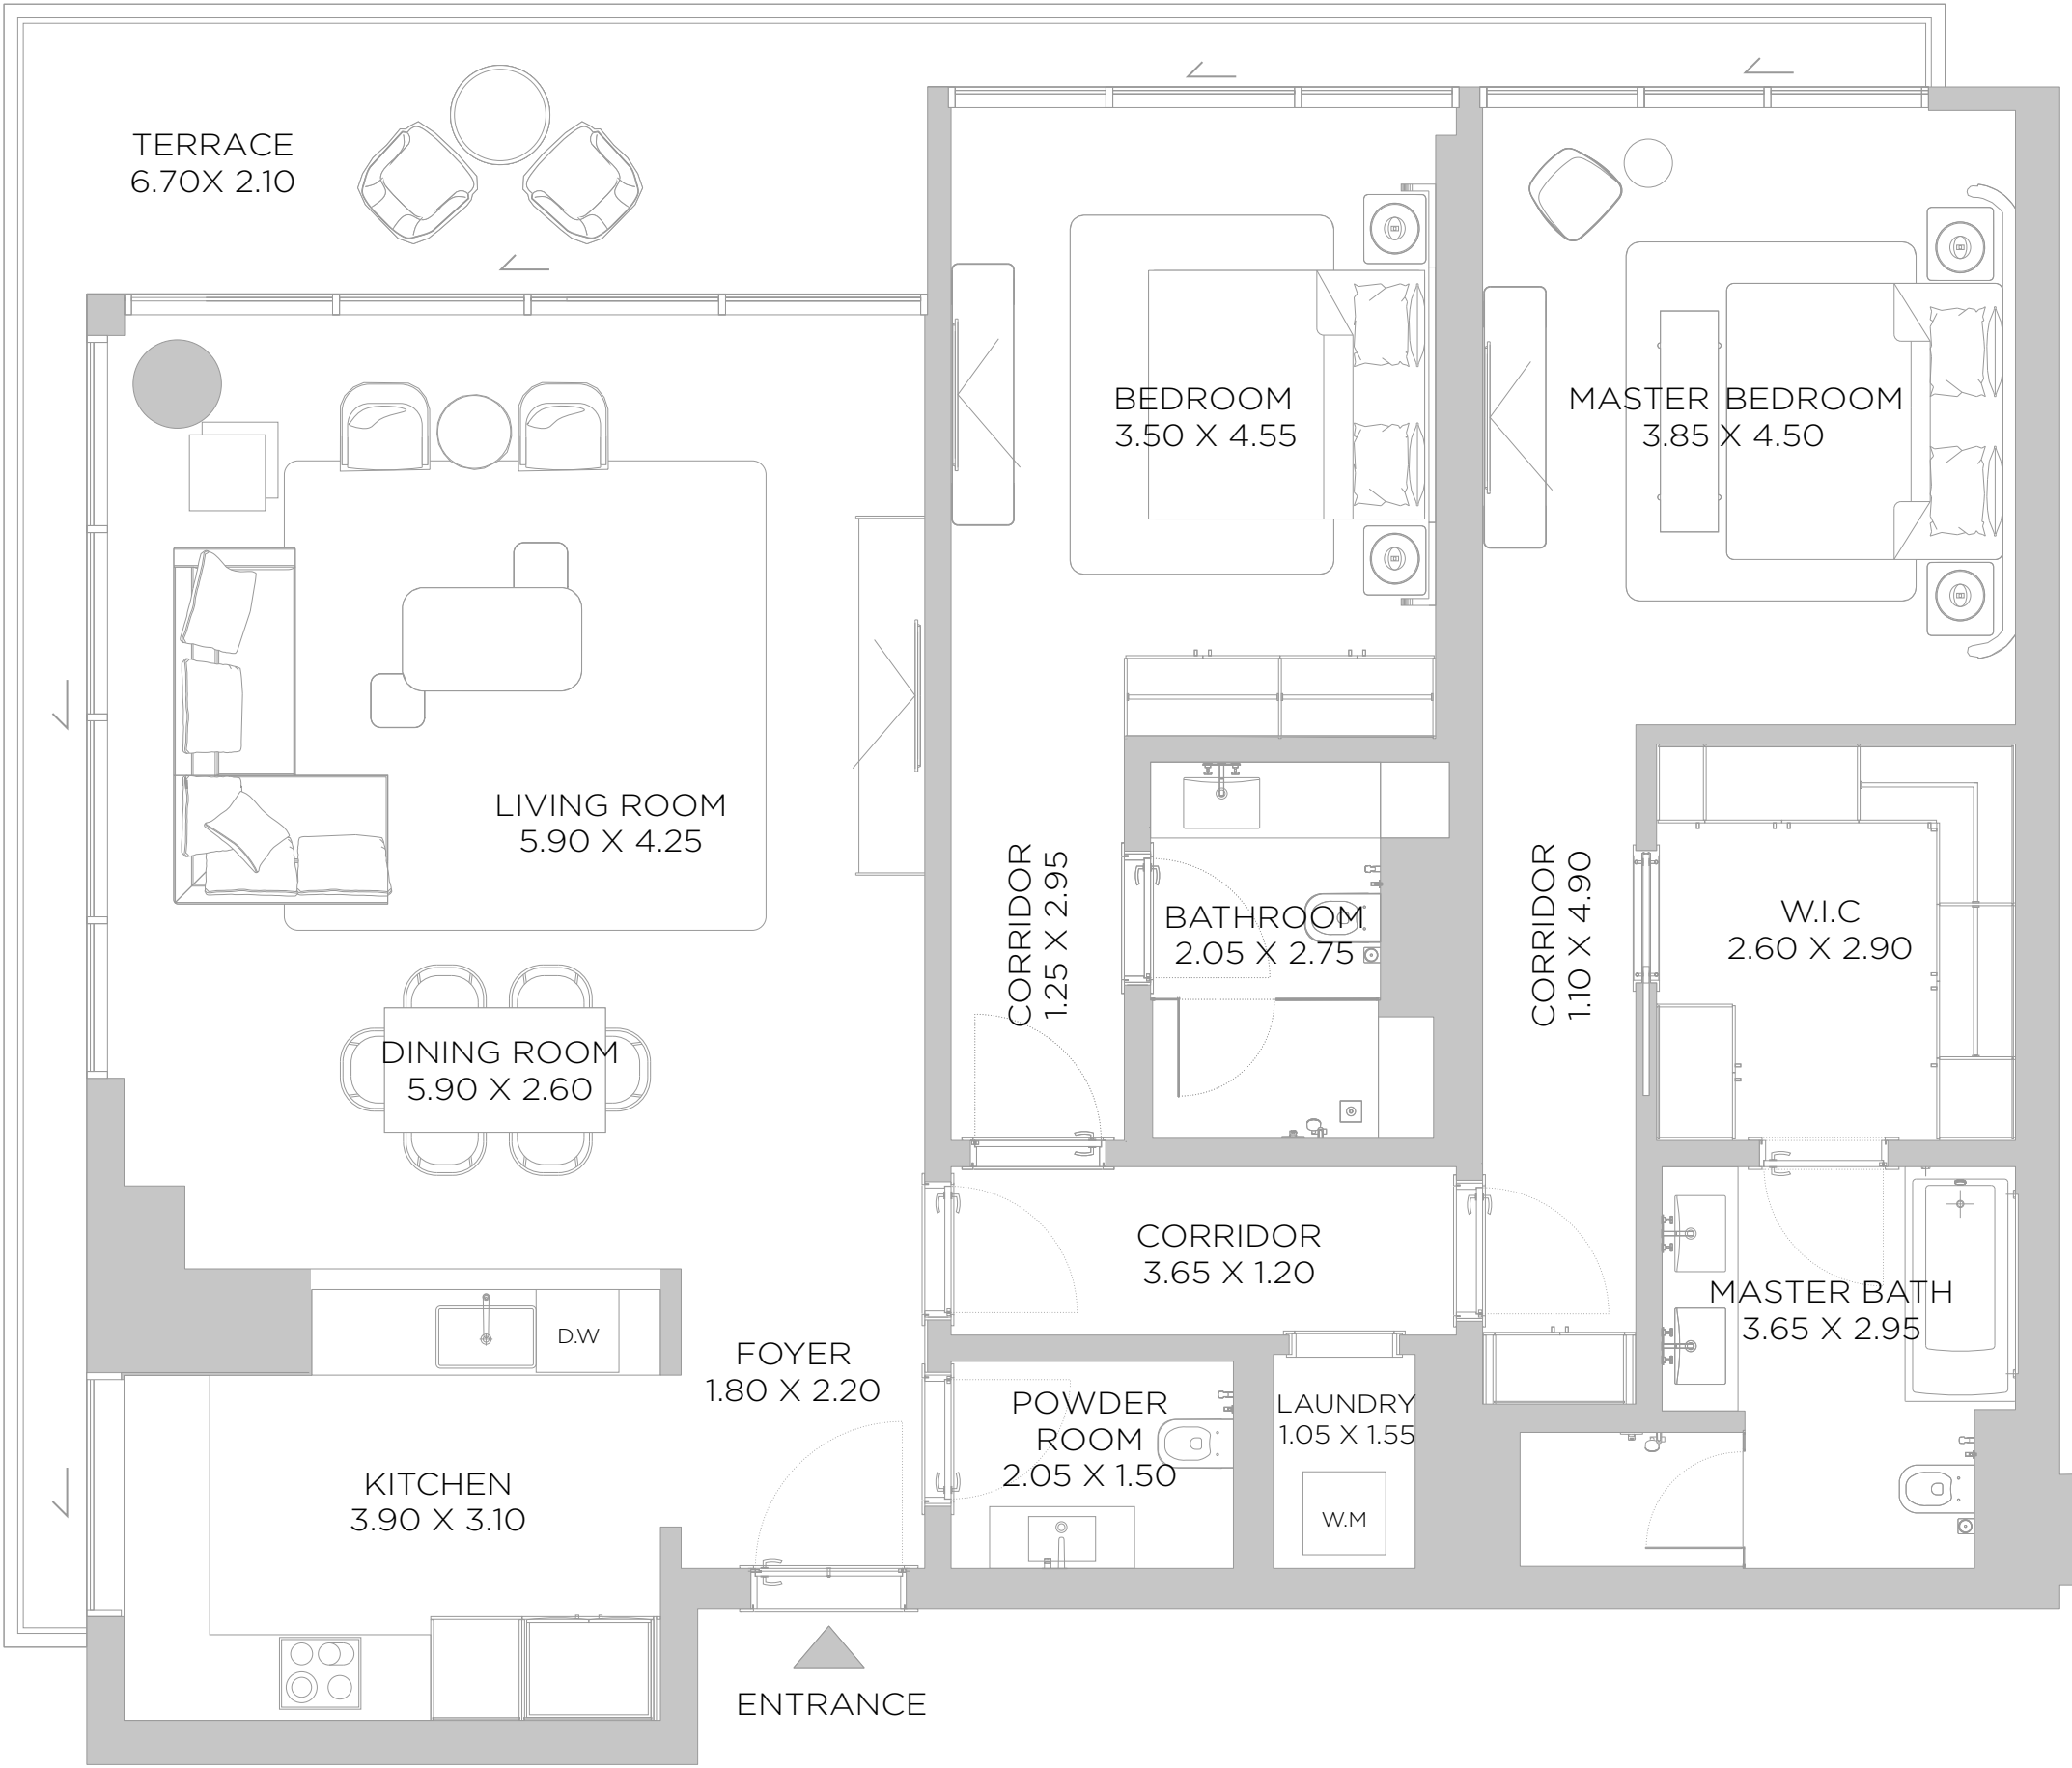 TERRACE
6.70X 2.10
BEDROOM
3.50 X 4.55
MASTER BEDROOM
3.85 X 4.50
LIVING ROOM
5.90 X 4.25
CORRIDOR
1.25 X 2.95
BATHROOM
2.05 X 2.75
CORRIDOR
1.10 X 4.90
W.I.C
2.60 X 2.90
DINING ROOM
5.90 X 2.60
CORRIDOR
3.65 X 1.20
MASTER BATH
3.65 X 2.95
D.W
FOYER
1.80 X 2.20
POWDER
ROOM
2.05 X 1.50
LAUNDRY
1.05 X 1.55
W.M
KITCHEN
3.90 X 3.10
ENTRANCE